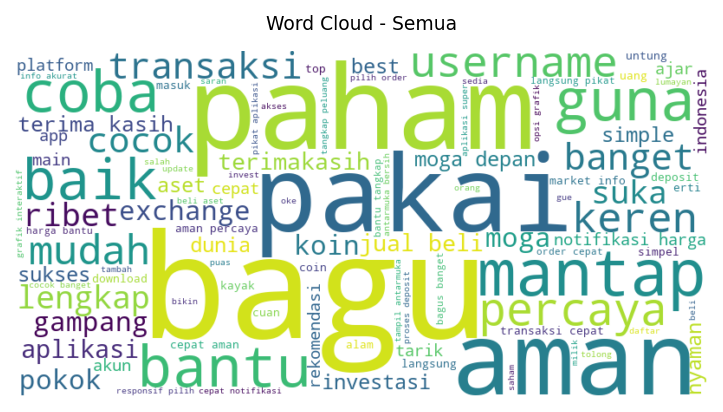 Word Cloud - Semua
platform
transaksi
top
best
username
untung
info akurat
masuk
saran
pilih order
langsung pikat
uang
ajar
lumayan
coba
pikat aplikasi
akses
paham
tangkap peluang
aplikasi super
sedia
opsi grafik
guna
indonesia
terima kasih
app
cocok
simple
main
salah
update
terimakasih
moga depan
banget
baik
aset
cepat
invest
pakai
bantu tangkap
antarmuka bersih
orang
market info
deposit
erti
suka
gue
grafik interaktif
beli aset
oke
ribet
exchange
keren
harga bantu
aman percaya
mudah
dunia
koin
jual beli
moga
notifikasi harga
order cepat
simpel
sukses
tambah
download
puas
coin
bagu
tampil antarmuka
proses deposit
bagus banget
mantap
cocok banget
kayak
lengkap
cuan
percaya
beli
nyaman
gampang
bikin
rekomendasi
alam
transaksi cepat
daftar
aplikasi
cepat aman
tarik
aman
milik
tolong
akun
bantu
langsung
saham
pokok
investasi
responsif pilih
cepat notifikasi